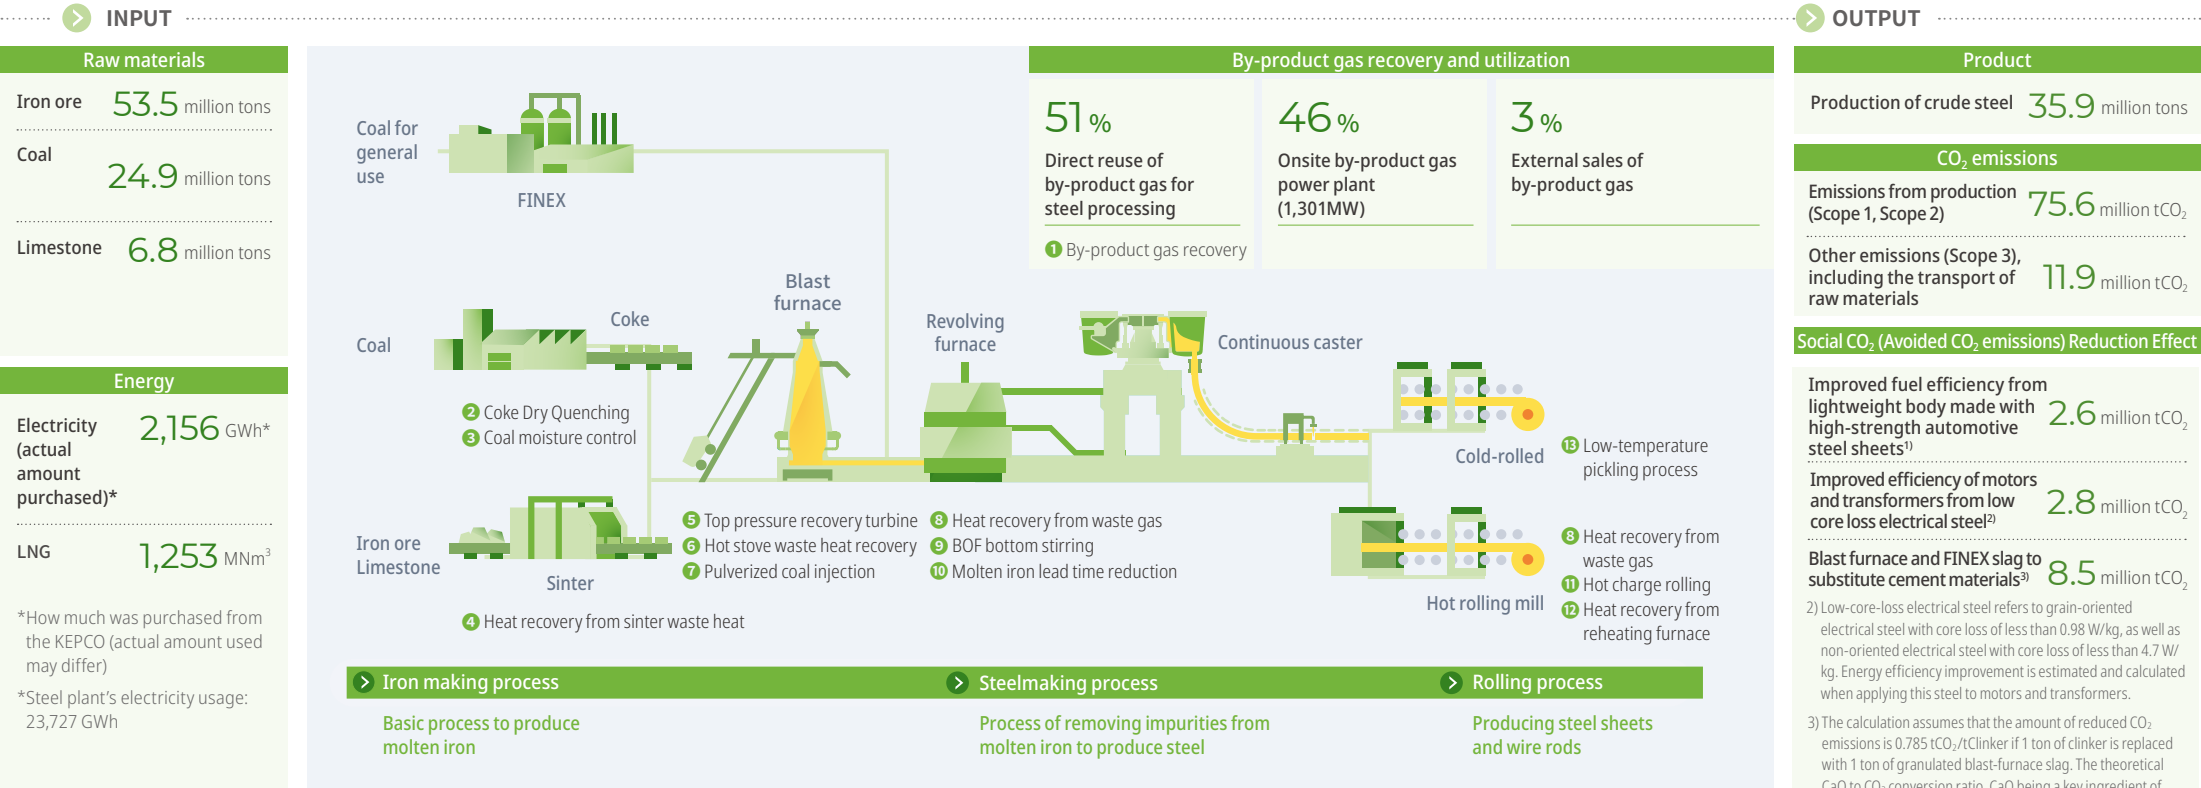 INPUT
Raw materials
Iron ore 53.5 million tons
Coal
24.9 million tons
Limestone 6.8 million tons
Energy
Electricity 2,156 GWh*
(actual
amount
purchased)*
LNG 1,253 MNm³
*How much was purchased from
the KEPCO (actual amount used
may differ)
*Steel plant's electricity usage:
23,727 GWh
Coal for
general
use
FINEX
By-product gas recovery and utilization
51 %
Direct reuse of
by-product gas for
steel processing
1 By-product gas recovery
46 %
Onsite by-product gas
power plant
(1,301MW)
3 %
External sales of
by-product gas
Coal
Coke
2 Coke Dry Quenching
3 Coal moisture control
Blast
furnace
Revolving
furnace
Continuous caster
Cold-rolled
13 Low-temperature
pickling process
Iron ore
Limestone
Sinter
4 Heat recovery from sinter waste heat
5 Top pressure recovery turbine
6 Hot stove waste heat recovery
7 Pulverized coal injection
8 Heat recovery from waste gas
9 BOF bottom stirring
10 Molten iron lead time reduction
Hot rolling mill
8 Heat recovery from
waste gas
11 Hot charge rolling
12 Heat recovery from
reheating furnace
Iron making process
Basic process to produce
molten iron
Steelmaking process
Process of removing impurities from
molten iron to produce steel
Rolling process
Producing steel sheets
and wire rods
OUTPUT
Product
Production of crude steel 35.9 million tons
CO₂ emissions
Emissions from production
(Scope 1, Scope 2) 75.6 million tCO₂
Other emissions (Scope 3),
including the transport of
raw materials 11.9 million tCO₂
Social CO₂ (Avoided CO₂ emissions) Reduction Effect
Improved fuel efficiency from
lightweight body made with
high-strength automotive
steel sheets¹⁾ 2.6 million tCO₂
Improved efficiency of motors
and transformers from low
core loss electrical steel²⁾ 2.8 million tCO₂
Blast furnace and FINEX slag to
substitute cement materials³⁾ 8.5 million tCO₂
2) Low-core-loss electrical steel refers to grain-oriented
electrical steel with core loss of less than 0.98 W/kg, as well as
non-oriented electrical steel with core loss of less than 4.7 W/
kg. Energy efficiency improvement is estimated and calculated
when applying this steel to motors and transformers.
3) The calculation assumes that the amount of reduced CO₂
emissions is 0.785 tCO₂/tClinker if 1 ton of clinker is replaced
with 1 ton of granulated blast-furnace slag. The theoretical
CaO to CO₂ conversion ratio, CaO being a key ingredient of